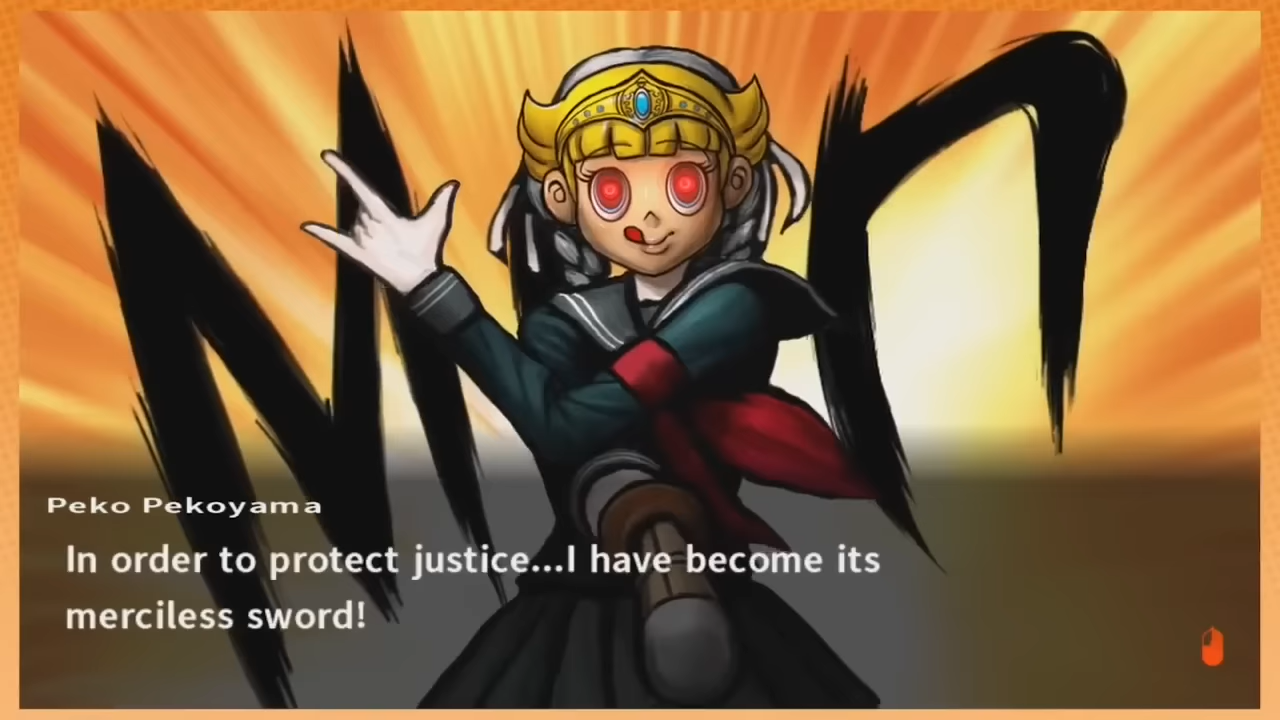 Peko Pekoyama
In order to protect justice...I have become its
merciless sword!